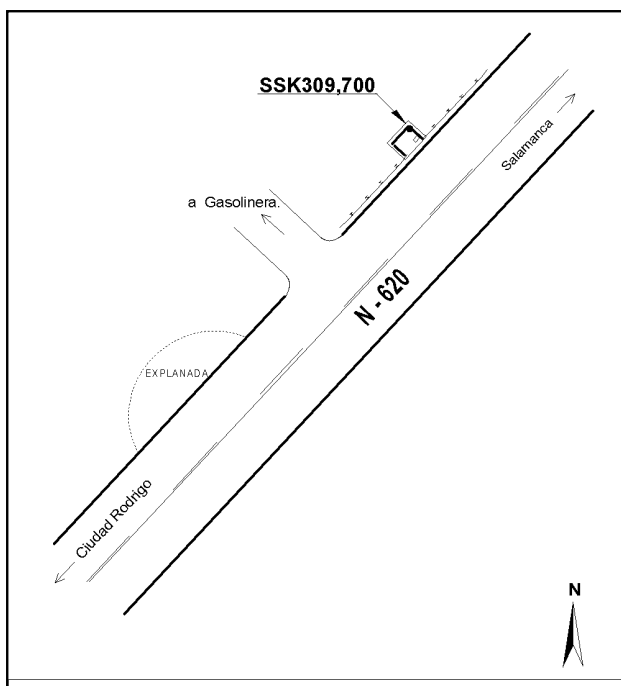 SSK309,700
Salamanca
a Gasolinera.
N - 620
EXPLANADA
Ciudad Rodrigo
N